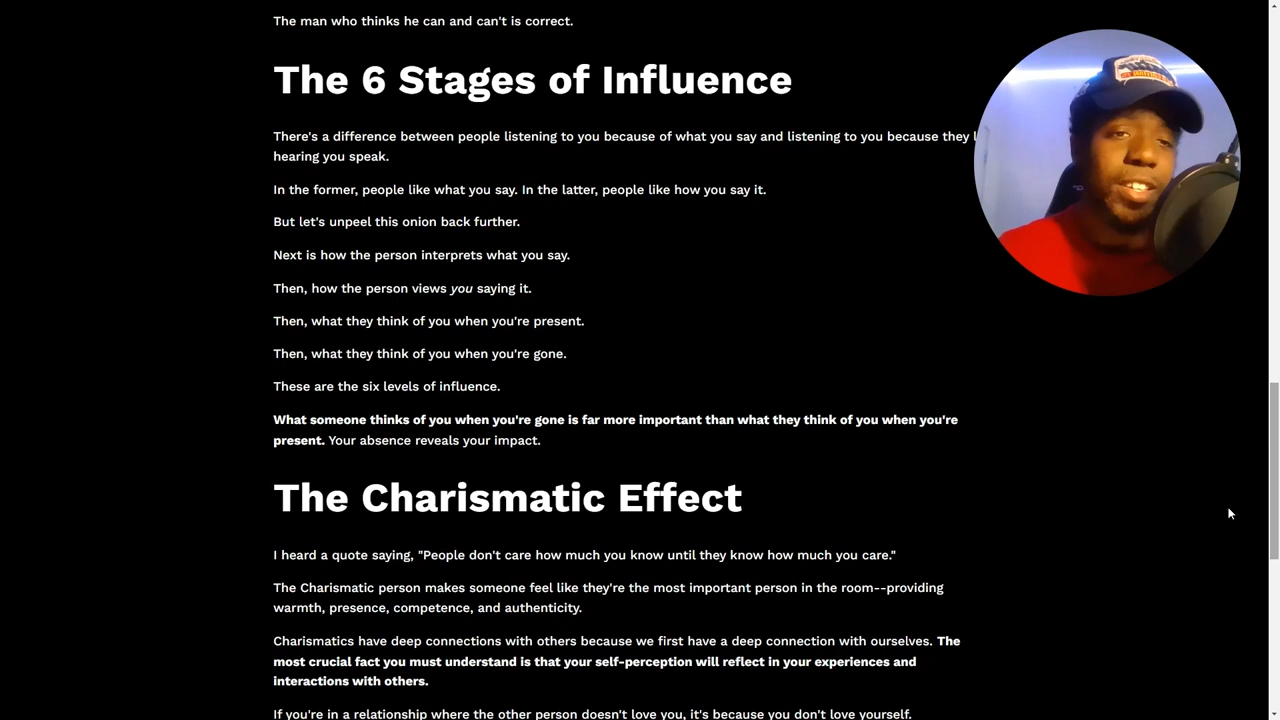 The man who thinks he can and can't is correct.
The 6 Stages of Influence
There's a difference between people listening to you because of what you say and listening to you because they
hearing you speak.
In the former, people like what you say. In the latter, people like how you say it.
But let's unpeel this onion back further.
Next is how the person interprets what you say.
Then, how the person views you saying it.
Then, what they think of you when you're present.
Then, what they think of you when you're gone.
These are the six levels of influence.
What someone thinks of you when you're gone is far more important than what they think of you when you're
present. Your absence reveals your impact.
The Charismatic Effect
I heard a quote saying, "People don't care how much you know until they know how much you care."
The Charismatic person makes someone feel like they're the most important person in the room--providing
warmth, presence, competence, and authenticity.
Charismatics have deep connections with others because we first have a deep connection with ourselves. The
most crucial fact you must understand is that your self-perception will reflect in your experiences and
interactions with others.
If you're in a relationship where the other person doesn't love you, it's because you don't love yourself.